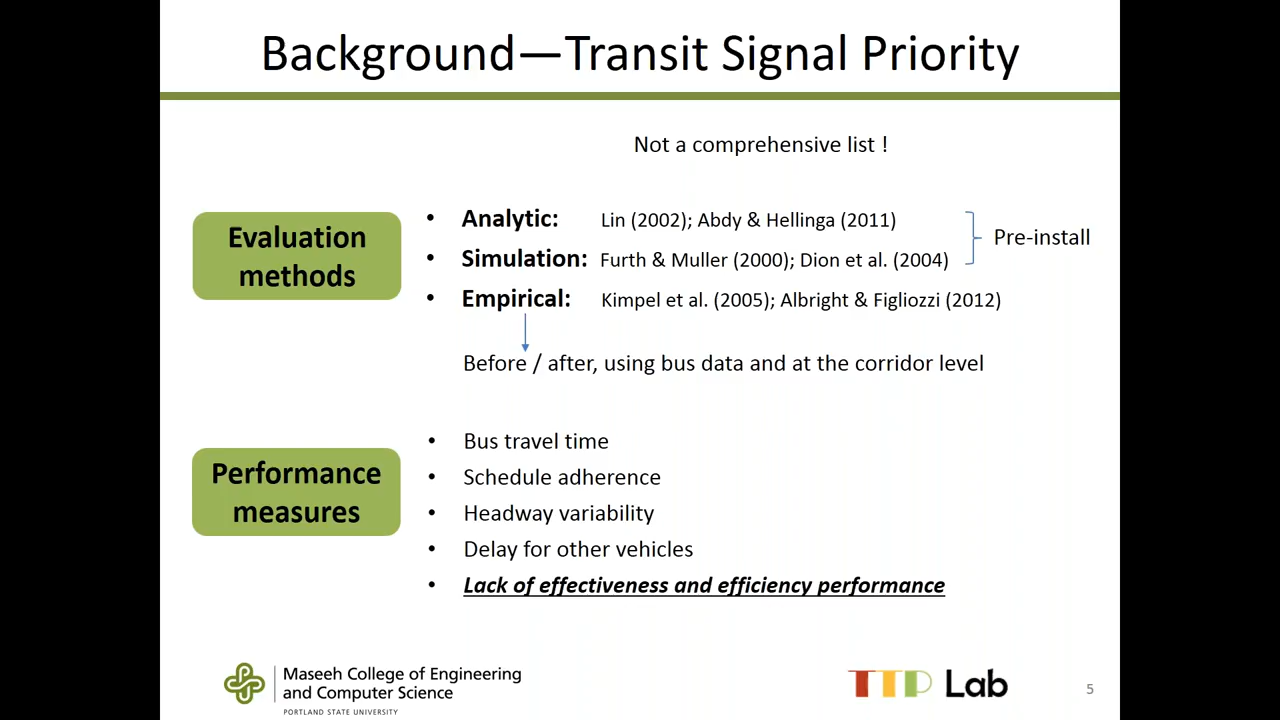 Background—Transit Signal Priority
Not a comprehensive list !
Evaluation
methods
• Analytic: Lin (2002); Abdy & Hellinga (2011)
• Simulation: Furth & Muller (2000); Dion et al. (2004)
Pre-install
• Empirical: Kimpel et al. (2005); Albright & Figliozzi (2012)
Before / after, using bus data and at the corridor level
Performance
measures
• Bus travel time
• Schedule adherence
• Headway variability
• Delay for other vehicles
• Lack of effectiveness and efficiency performance
Maseeh College of Engineering
and Computer Science
PORTLAND STATE UNIVERSITY
TTP Lab
5